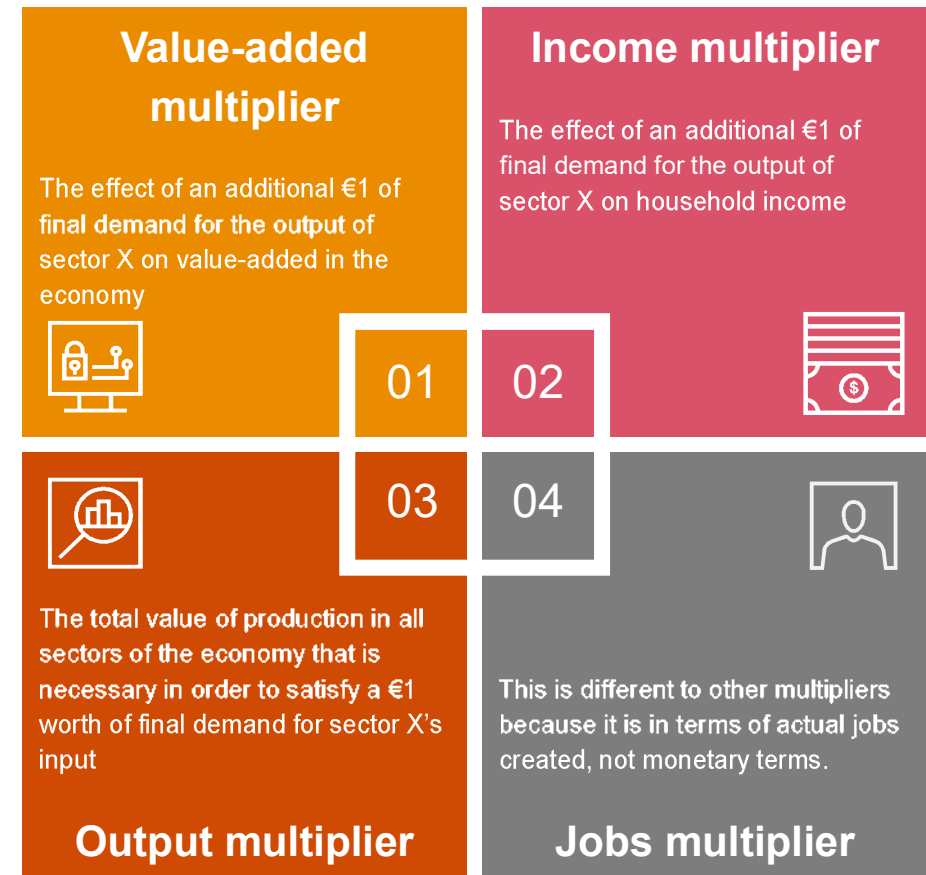 Value-added
multiplier
The effect of an additional €1 of
final demand for the output of
sector X on value-added in the
economy
01
Income multiplier
The effect of an additional €1 of
final demand for the output of
sector X on household income
$
02
03
The total value of production in all
sectors of the economy that is
necessary in order to satisfy a €1
worth of final demand for sector X's
input
Output multiplier
04
This is different to other multipliers
because it is in terms of actual jobs
created, not monetary terms.
Jobs multiplier